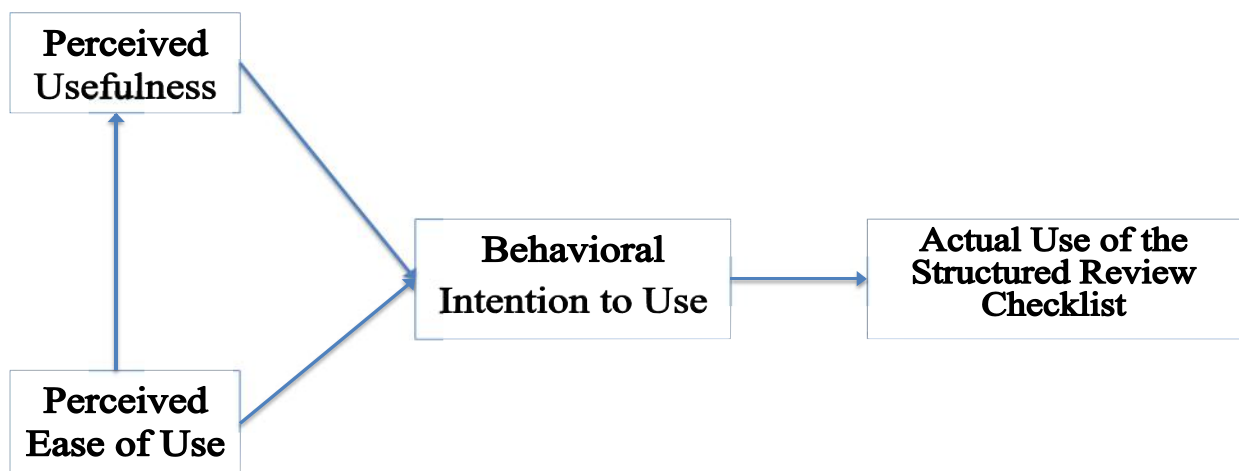 Perceived
Usefulness
Behavioral
Intention to Use
Actual Use of the
Structured Review
Checklist
Perceived
Ease of Use